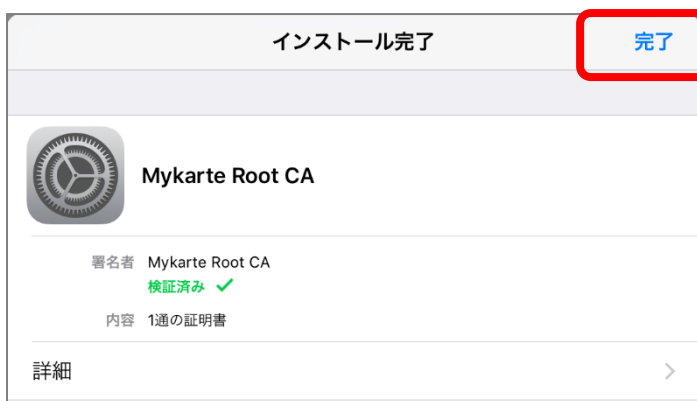 インストール完了
完了
Mykarte Root CA
署名者 Mykarte Root CA
検証済み
内容 1通の証明書
詳細